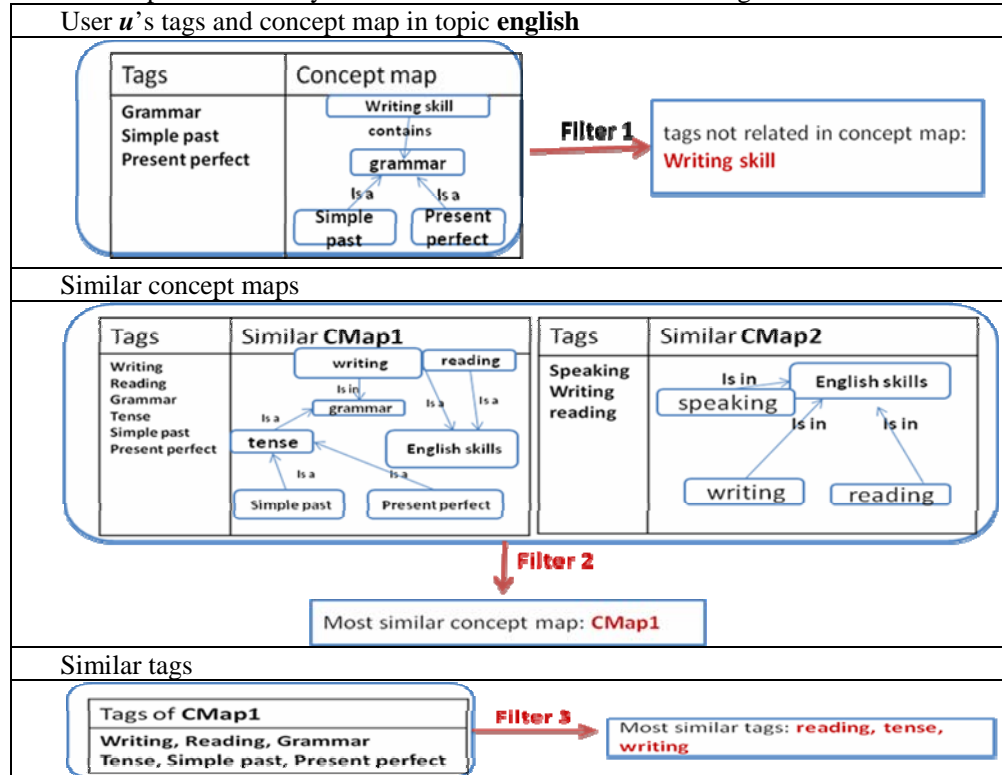 User u's tags and concept map in topic english
Tags
Concept map
Grammar
Simple past
Present perfect
Writing skill
contains
grammar
Is a
Is a
Simple
past
Present
perfect
Filter 1
tags not related in concept map:
Writing skill
Similar concept maps
Tags
Similar CMap1
Writing
Reading
Grammar
Tense
Simple past
Present perfect
writing
reading
Is in
grammar
Is a
Is a
Is a
tense
English skills
Is a
Is a
Simple past
Present perfect
Tags
Similar CMap2
Speaking
Writing
reading
Is in
English skills
speaking
Is in
Is in
writing
reading
Filter 2
Most similar concept map: CMap1
Similar tags
Tags of CMap1
Writing, Reading, Grammar
Tense, Simple past, Present perfect
Filter 3
Most similar tags: reading, tense,
writing